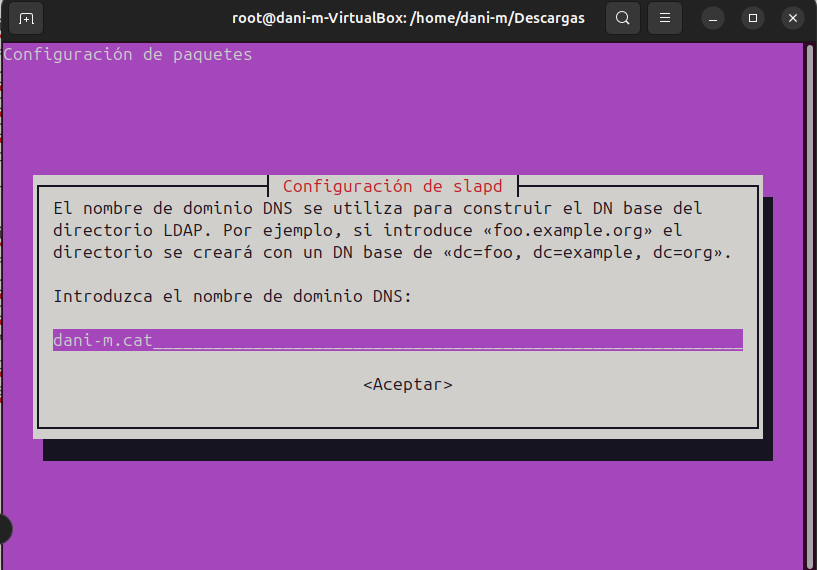 root@dani-m-VirtualBox: /home/dani-m/Descargas
Configuración de paquetes
Configuración de slapd
El nombre de dominio DNS se utiliza para construir el DN base del
directorio LDAP. Por ejemplo, si introduce «foo.example.org» el
directorio se creará con un DN base de «dc=foo, dc=example, dc=org».
Introduzca el nombre de dominio DNS:
dani-m.cat___________________________________________________________
<Aceptar>